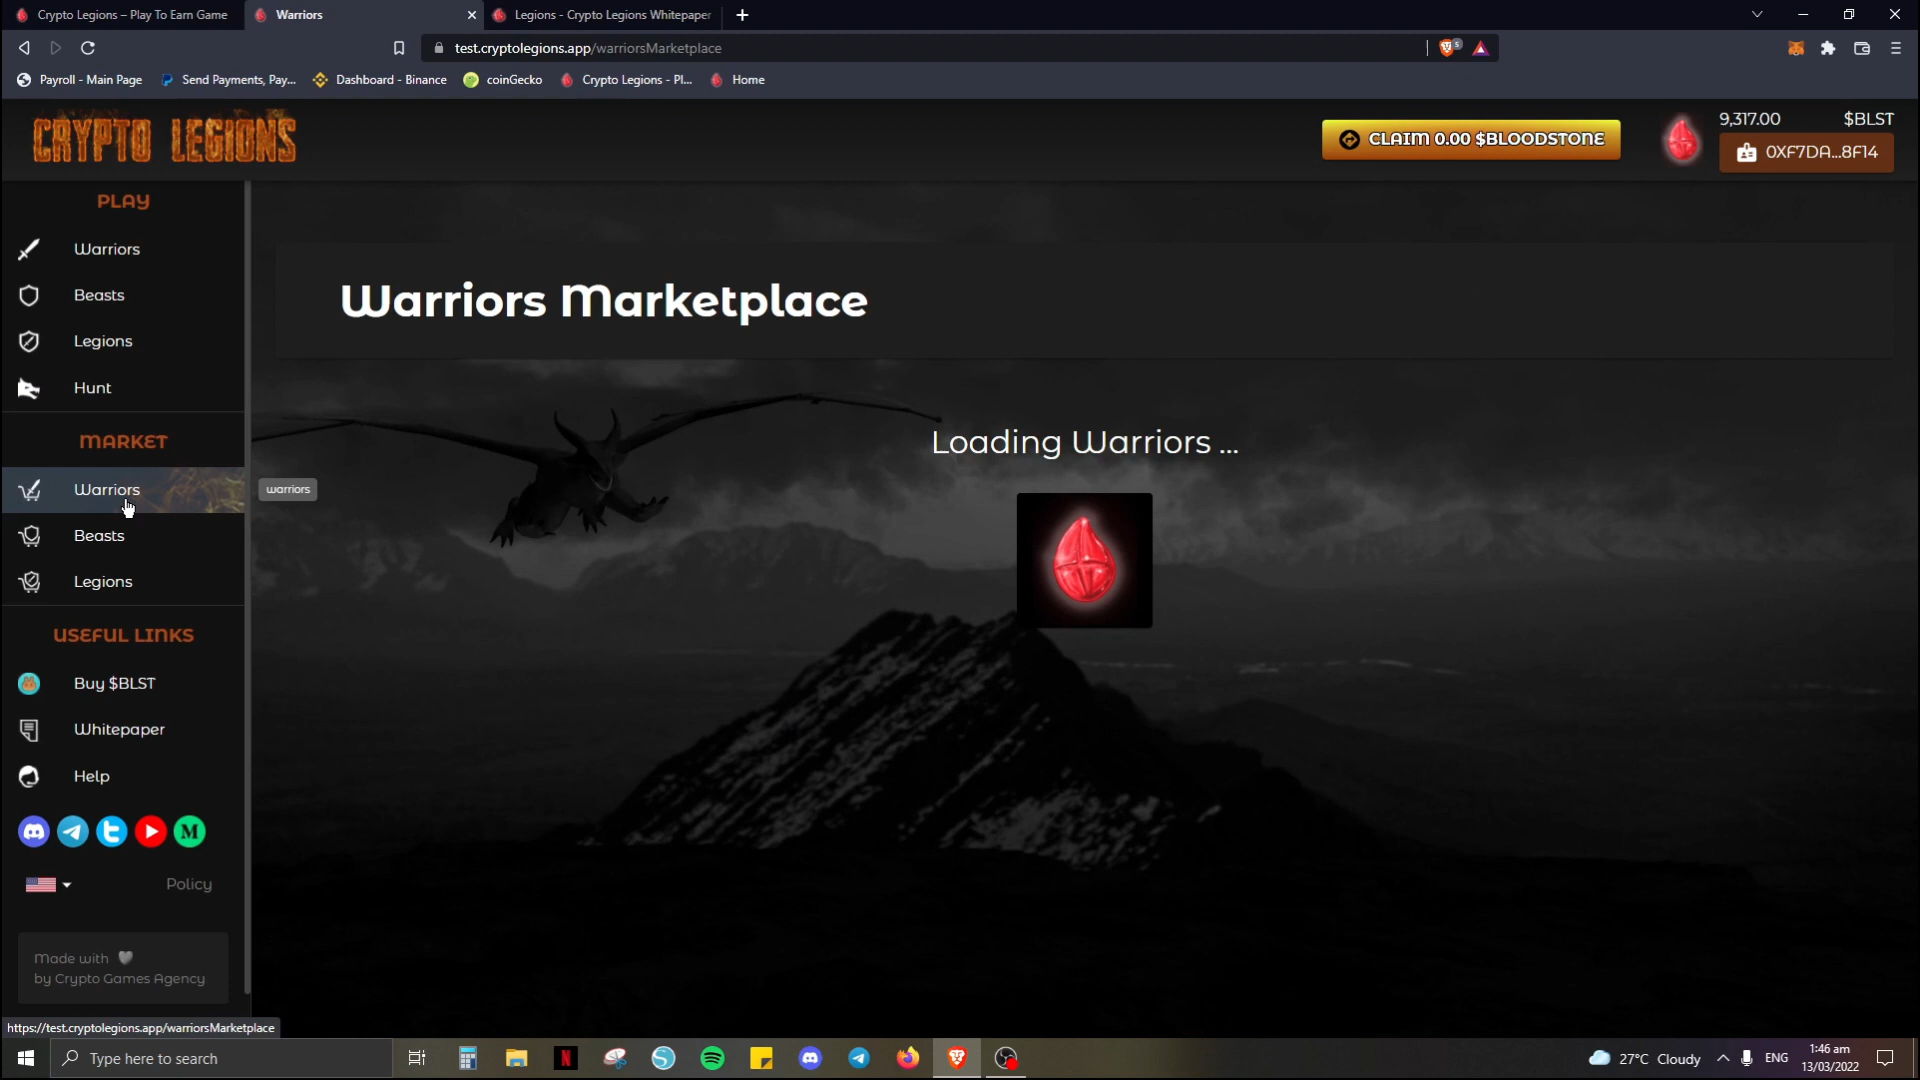 Crypto Legions – Play To Earn Game
Warriors
Legions - Crypto Legions Whitepaper
test.cryptolegions.app/warriorsMarketplace
5
Payroll - Main Page
Send Payments, Pay...
Dashboard - Binance
coinGecko
Crypto Legions - Pl...
Home
CRYPTO LEGIONS
CLAIM 0.00 $BLOODSTONE
9,317.00 $BLST
0XF7DA...8F14
PLAY
Warriors
Beasts
Legions
Hunt
MARKET
Warriors
warriors
Beasts
Legions
USEFUL LINKS
Buy $BLST
Whitepaper
Help
M
Policy
Made with
by Crypto Games Agency
Warriors Marketplace
Loading Warriors ...
https://test.cryptolegions.app/warriorsMarketplace
Type here to search
N
S
27°C Cloudy
ENG
1:46 am
13/03/2022